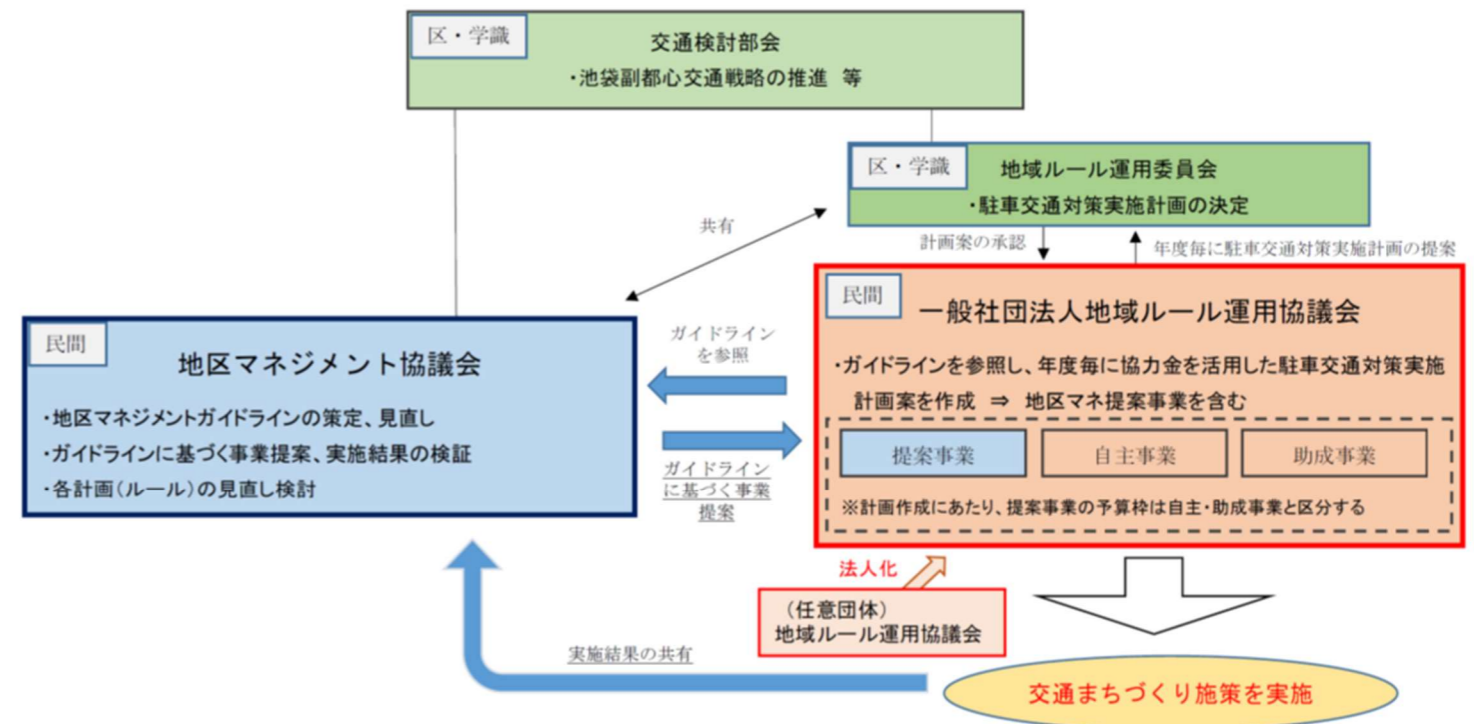 区・学識
交通検討部会
・池袋副都心交通戦略の推進 等
区・学識
地域ルール運用委員会
・駐車交通対策実施計画の決定
共有
計画案の承認
年度毎に駐車交通対策実施計画の提案
民間
地区マネジメント協議会
・地区マネジメントガイドラインの策定、見直し
・ガイドラインに基づく事業提案、実施結果の検証
・各計画(ルール)の見直し検討
ガイドライン
を参照
ガイドライン
に基づく事業
提案
民間
一般社団法人地域ルール運用協議会
・ガイドラインを参照し、年度毎に協力金を活用した駐車交通対策実施
計画案を作成 ⇒ 地区マネ提案事業を含む
提案事業
自主事業
助成事業
※計画作成にあたり、提案事業の予算枠は自主・助成事業と区分する
法人化
(任意団体)
地域ルール運用協議会
実施結果の共有
交通まちづくり施策を実施